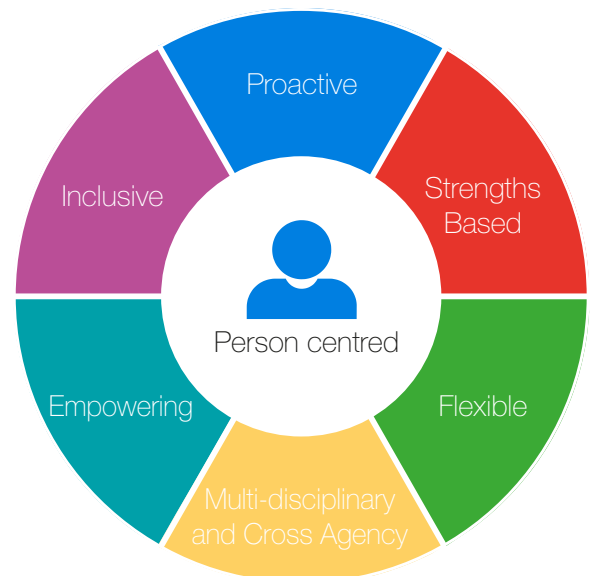 Proactive
Strengths
Based
Flexible
Multi-disciplinary
and Cross Agency
Empowering
Inclusive
Person centred